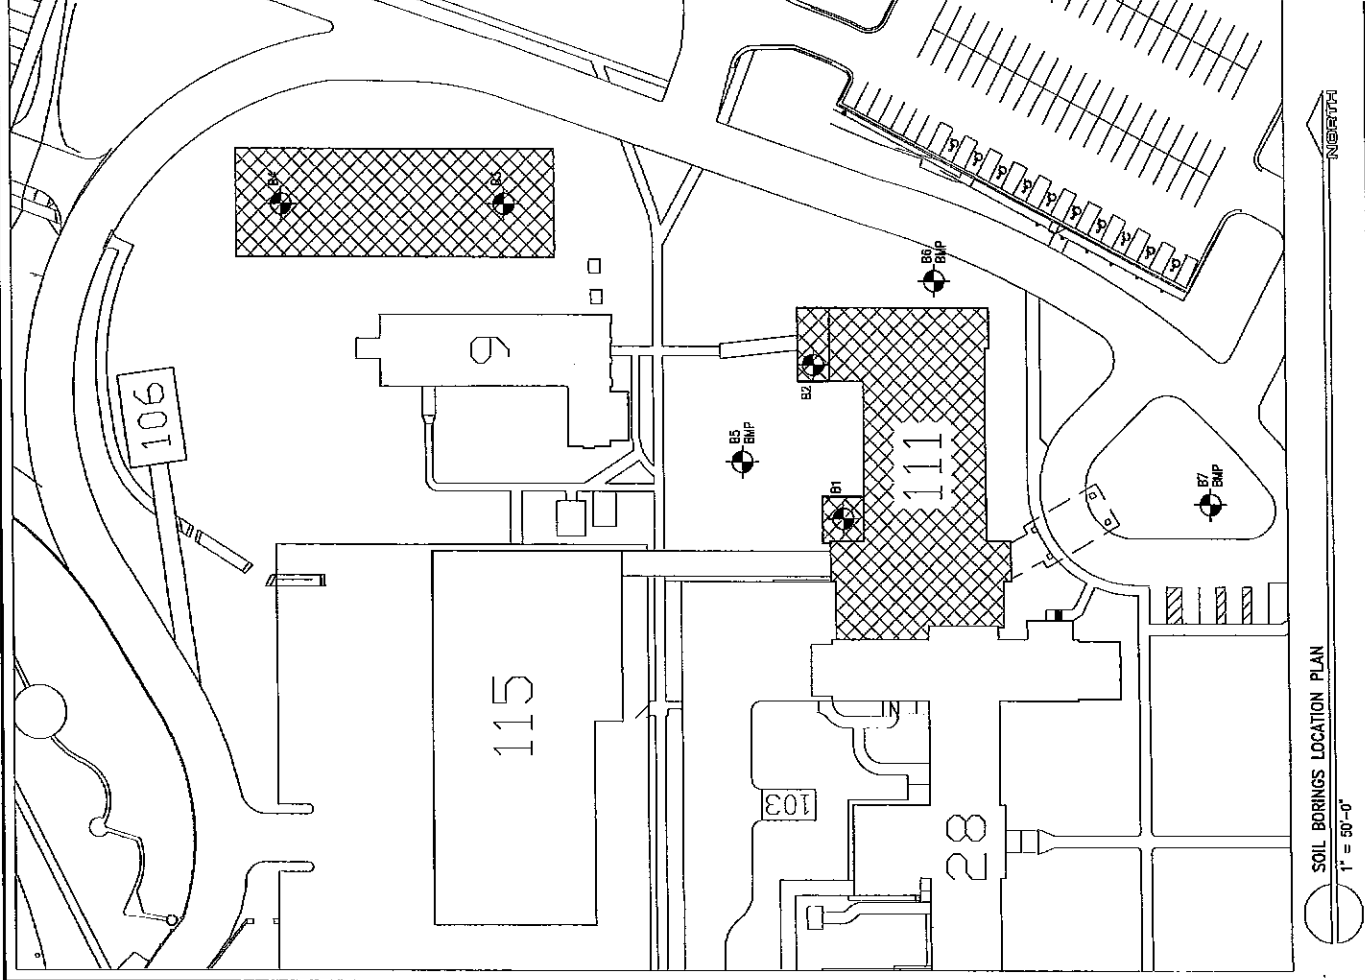 B4
B3
9
106
B6
BMP
B2
B5
BMP
111
B1
B7
BMP
115
103
28
N
NORTH
SOIL BORINGS LOCATION PLAN
1" = 50'-0"